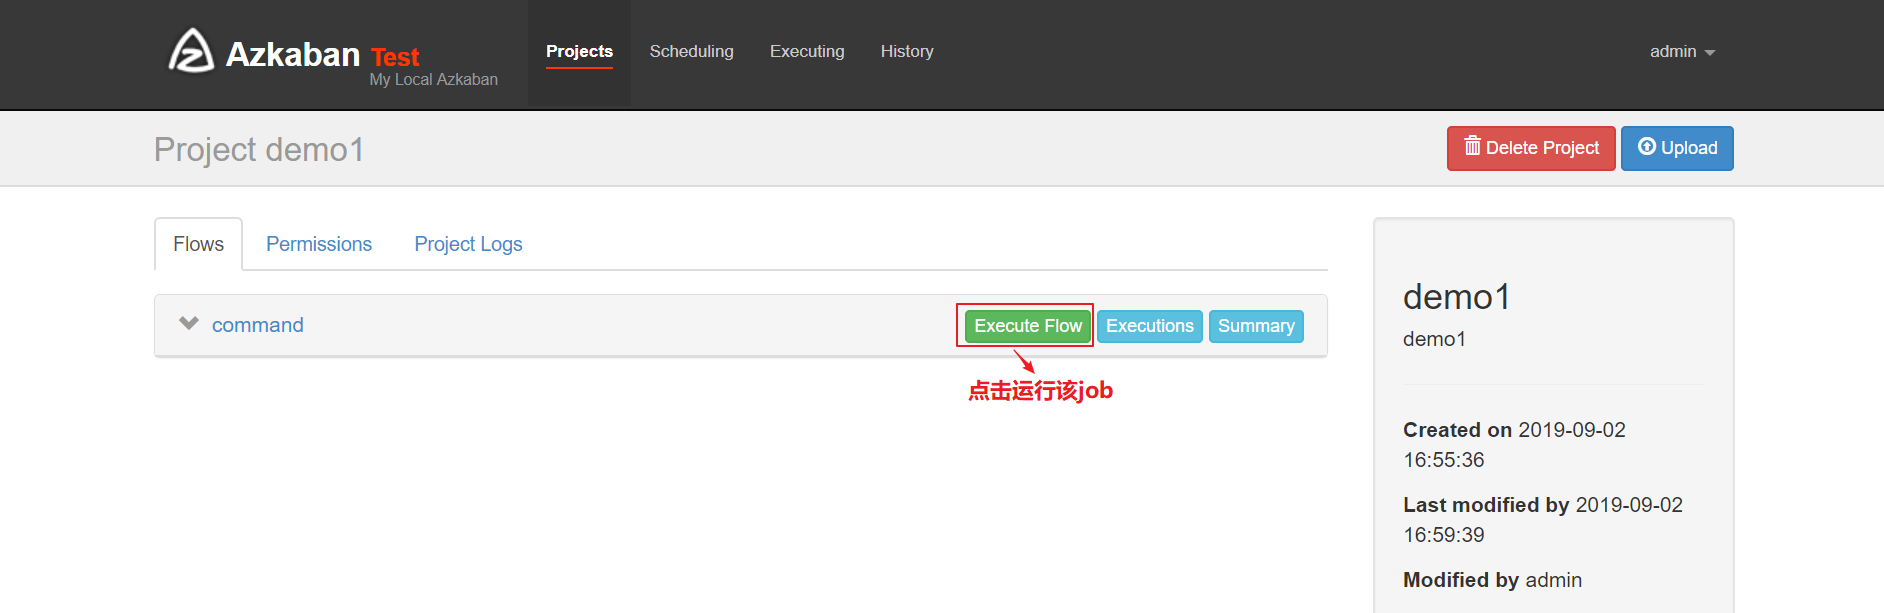 Azkaban Test
My Local Azkaban
Projects
Scheduling
Executing
History
admin
Project demo1
Delete Project
Upload
Flows
Permissions
Project Logs
command
Execute Flow
Executions
Summary
点击运行该job
demo1
demo1
Created on 2019-09-02
16:55:36
Last modified by 2019-09-02
16:59:39
Modified by admin